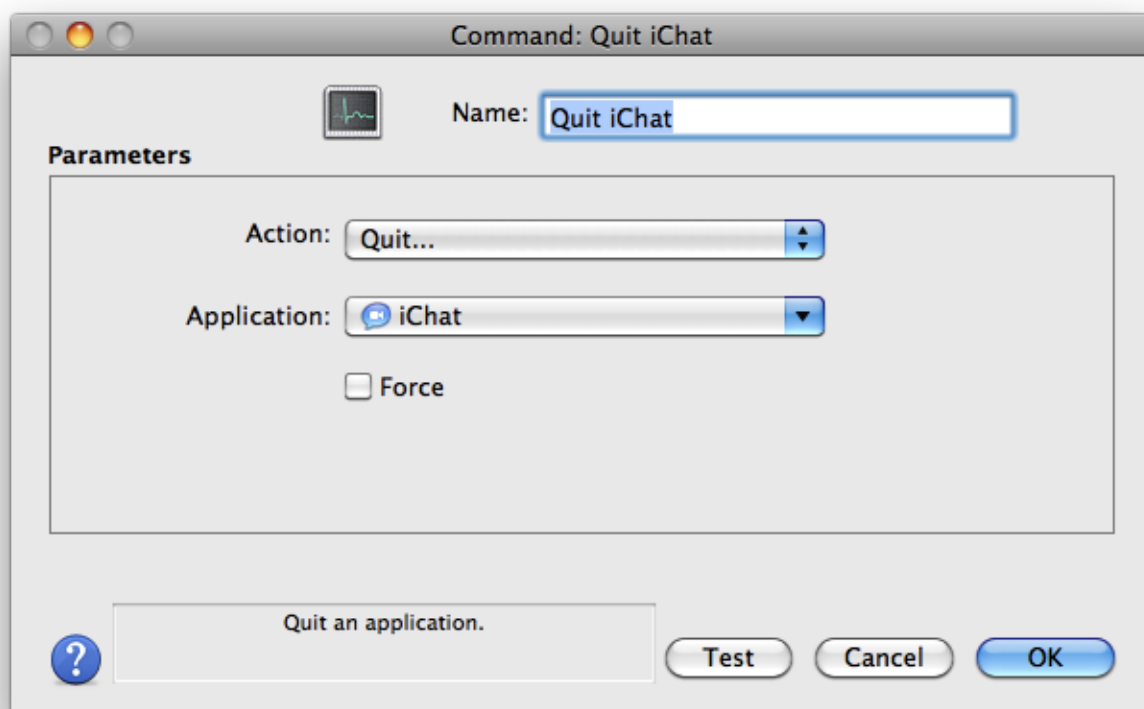 Command: Quit iChat
Name: Quit iChat
Parameters
Action: Quit...
Application: iChat
Force
Quit an application.
? Test Cancel OK